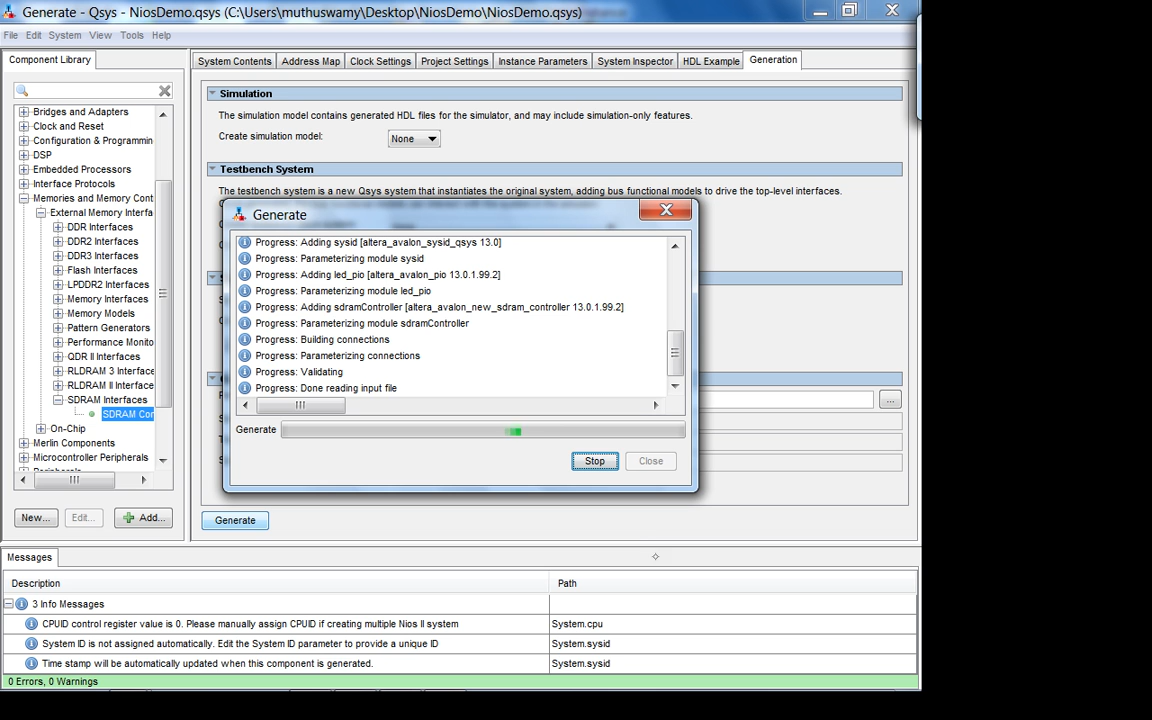 Generate - Qsys - NiosDemo.qsys (C:\Users\muthuswamy\Desktop\NiosDemo\NiosDemo.qsys)
File Edit System View Tools Help
Component Library
Bridges and Adapters
Clock and Reset
Configuration & Programmin
DSP
Embedded Processors
Interface Protocols
Memories and Memory Cont
External Memory Interfa
DDR Interfaces
DDR2 Interfaces
DDR3 Interfaces
Flash Interfaces
LPDDR2 Interfaces
Memory Interfaces
Memory Models
Pattern Generators
Performance Monito
QDR II Interfaces
RLDRAM 3 Interface
RLDRAM II Interface
SDRAM Interfaces
SDRAM Cor
On-Chip
Merlin Components
Microcontroller Peripherals
New... Edit... Add...
System Contents Address Map Clock Settings Project Settings Instance Parameters System Inspector HDL Example Generation
Simulation
The simulation model contains generated HDL files for the simulator, and may include simulation-only features.
Create simulation model: None
Testbench System
The testbench system is a new Qsys system that instantiates the original system, adding bus functional models to drive the top-level interfaces.
Generate
Progress: Adding sysid [altera_avalon_sysid_qsys 13.0]
Progress: Parameterizing module sysid
Progress: Adding led_pio [altera_avalon_pio 13.0.1.99.2]
Progress: Parameterizing module led_pio
Progress: Adding sdramController [altera_avalon_new_sdram_controller 13.0.1.99.2]
Progress: Parameterizing module sdramController
Progress: Building connections
Progress: Parameterizing connections
Progress: Validating
Progress: Done reading input file
Generate
Stop Close
...
Generate
Messages
Description Path
3 Info Messages
CPUID control register value is 0. Please manually assign CPUID if creating multiple Nios II system System.cpu
System ID is not assigned automatically. Edit the System ID parameter to provide a unique ID System.sysid
Time stamp will be automatically updated when this component is generated. System.sysid
0 Errors, 0 Warnings